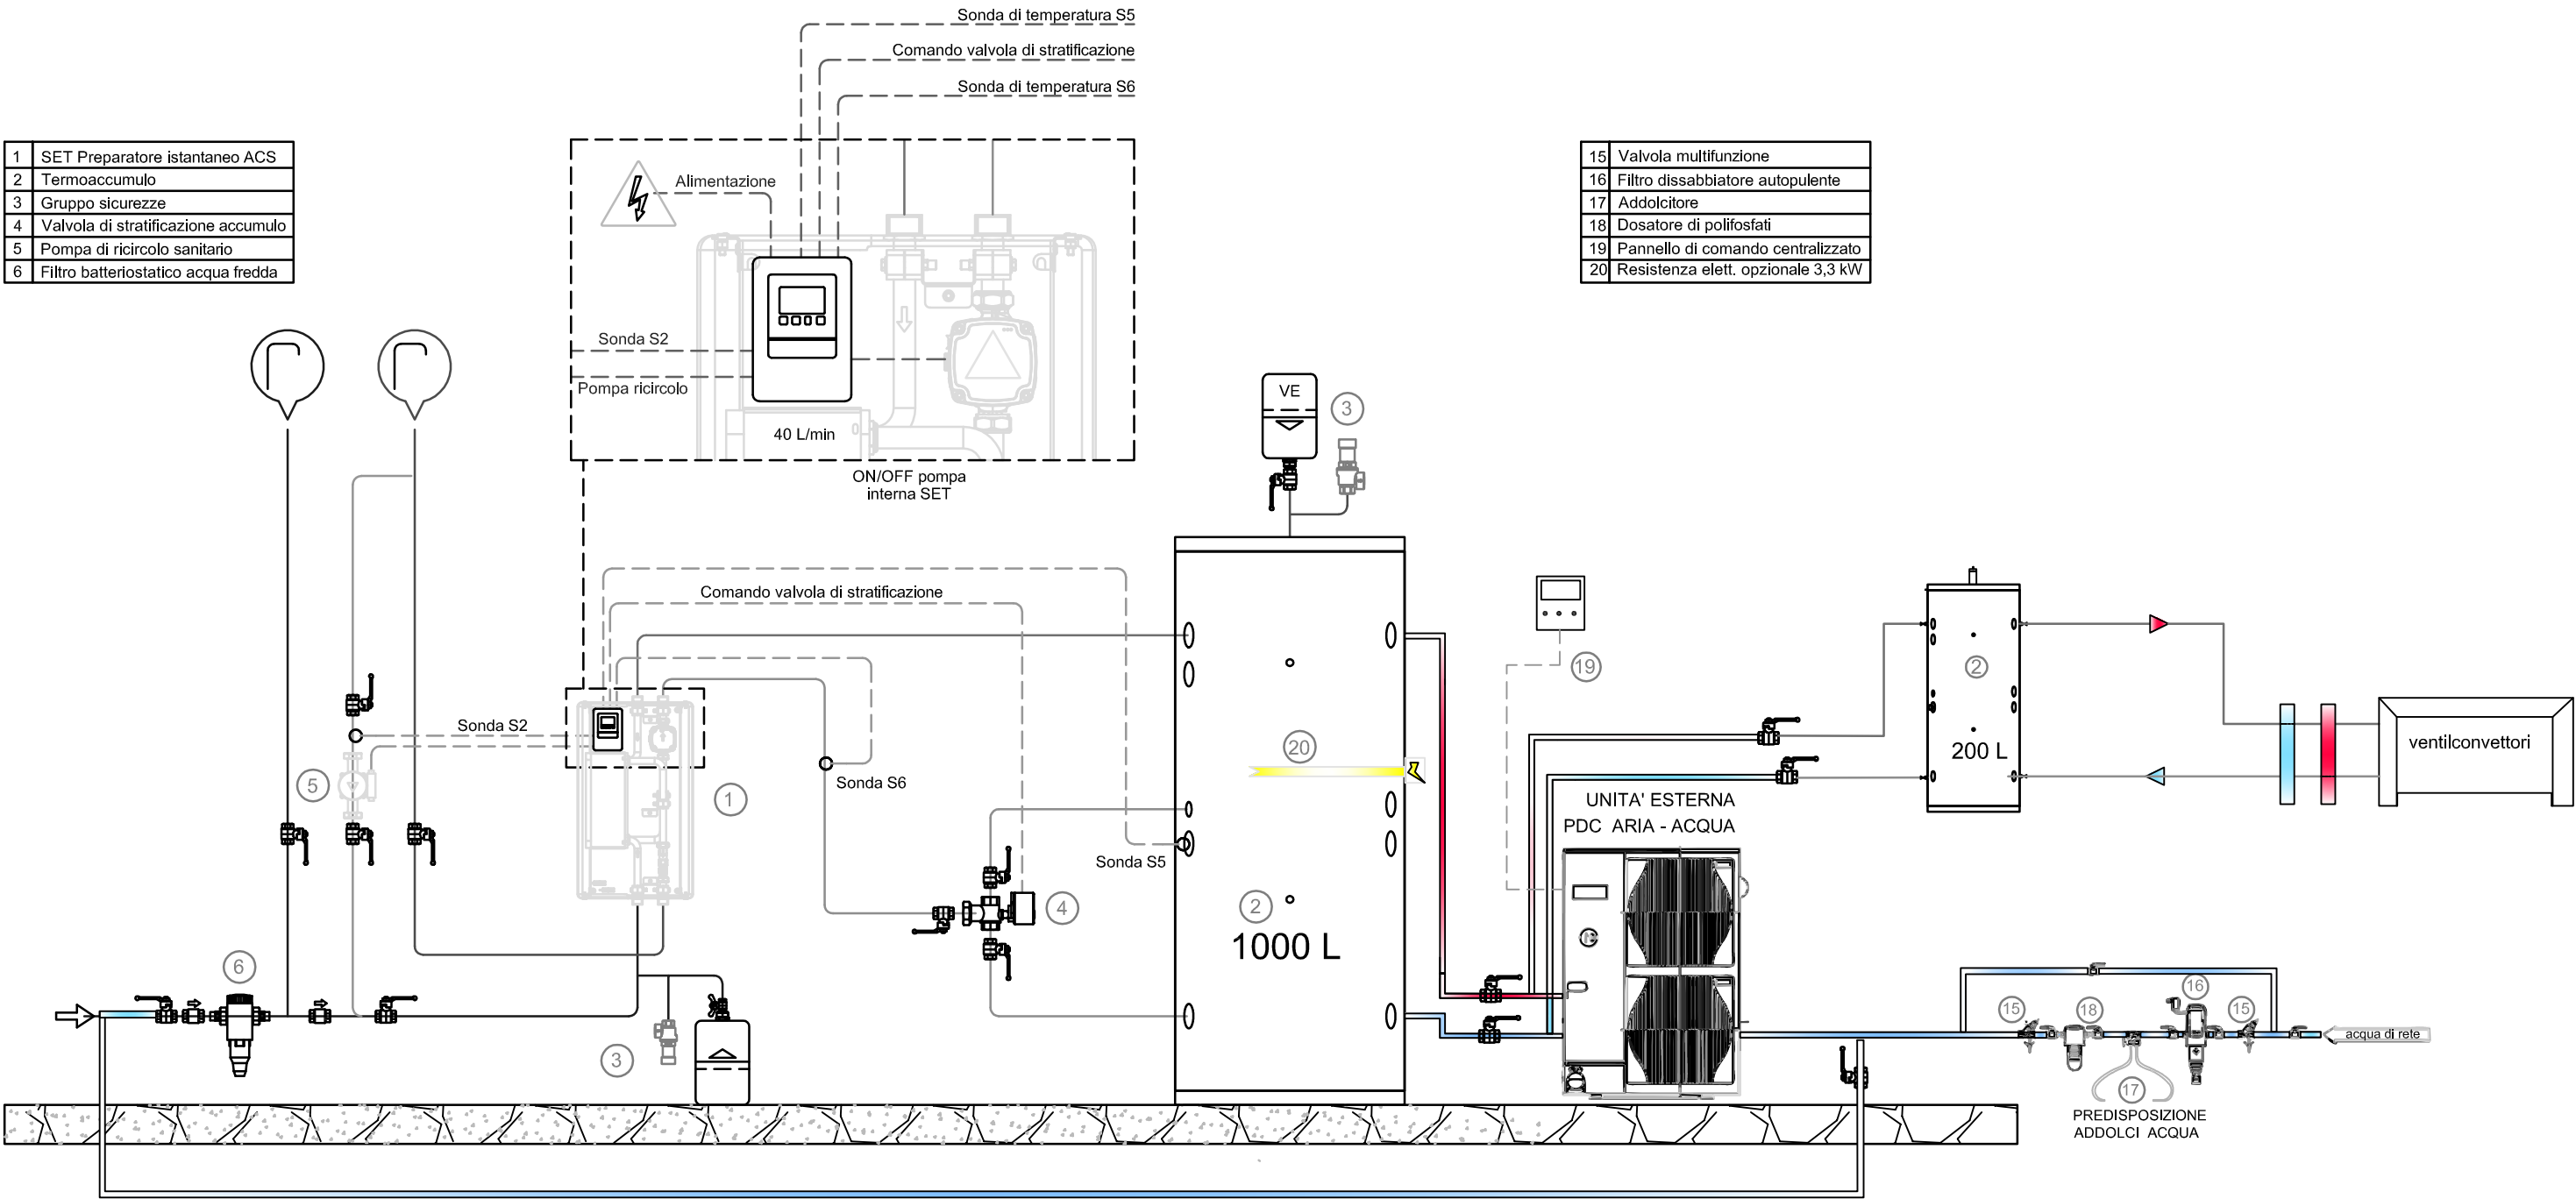 Sonda di temperatura S5
Comando valvola di stratificazione
Sonda di temperatura S6
1 SET Preparatore istantaneo ACS
2 Termoaccumulo
3 Gruppo sicurezze
4 Valvola di stratificazione accumulo
5 Pompa di ricircolo sanitario
6 Filtro batteriostatico acqua fredda
15 Valvola multifunzione
16 Filtro dissabbiatore autopulente
17 Addolcitore
18 Dosatore di polifosfati
19 Pannello di comando centralizzato
20 Resistenza elett. opzionale 3,3 kW
Alimentazione
Sonda S2
Pompa ricircolo
40 L/min
ON/OFF pompa
interna SET
VE
3
Comando valvola di stratificazione
19
2
200 L
ventilconvettori
Sonda S2
5
1
Sonda S6
20
UNITA' ESTERNA
PDC ARIA - ACQUA
Sonda S5
4
2
1000 L
6
3
15
18
16
15
acqua di rete
17
PREDISPOSIZIONE
ADDOLCI ACQUA